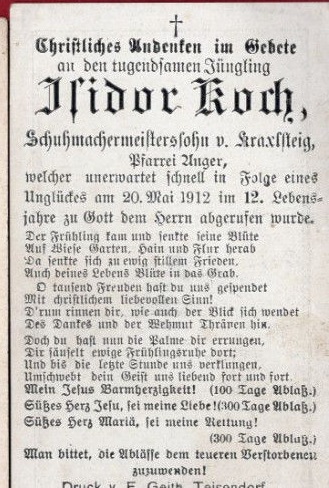 Christliches Andenken im Gebete
an den tugendsamen Jüngling
Isidor Koch,
Schuhmachermeisterssohn v. Kraxlsteig,
Pfarrei Anger,
welcher unerwartet schnell in Folge eines
Unglückes am 20. Mai 1912 im 12. Lebens-
jahre zu Gott dem Herrn abgerufen wurde.
Der Frühling kam und senkte seine Blüte
Auf Wiese Garten, Hain und Flur herab
Da senkte sich zu ewig stillem Frieden,
Auch deines Lebens Blüte in das Grab.
O tausend Freuden hast du uns gespendet
Mit christlichem liebevollen Sinn!
D'rum rinnen dir, wie auch der Blick sich wendet
Des Dankes und der Wehmut Thränen hin.
Doch du hast nun die Palme dir errungen,
Dir säuselt ewige Frühlingsruhe dort;
Und bis die letzte Stunde uns verklungen,
Umschwebt dein Geist uns liebend fort und fort.
Mein Jesus Barmherzigkeit! (100 Tage Ablaß.)
Süßes Herz Jesu, sei meine Liebe! (300 Tage Ablaß.)
Süßes Herz Mariä, sei meine Rettung!
(300 Tage Ablaß.)
Man bittet, die Ablässe dem teueren Verstorbenen
zuzuwenden!
Druck v. F. Geith, Teisendorf